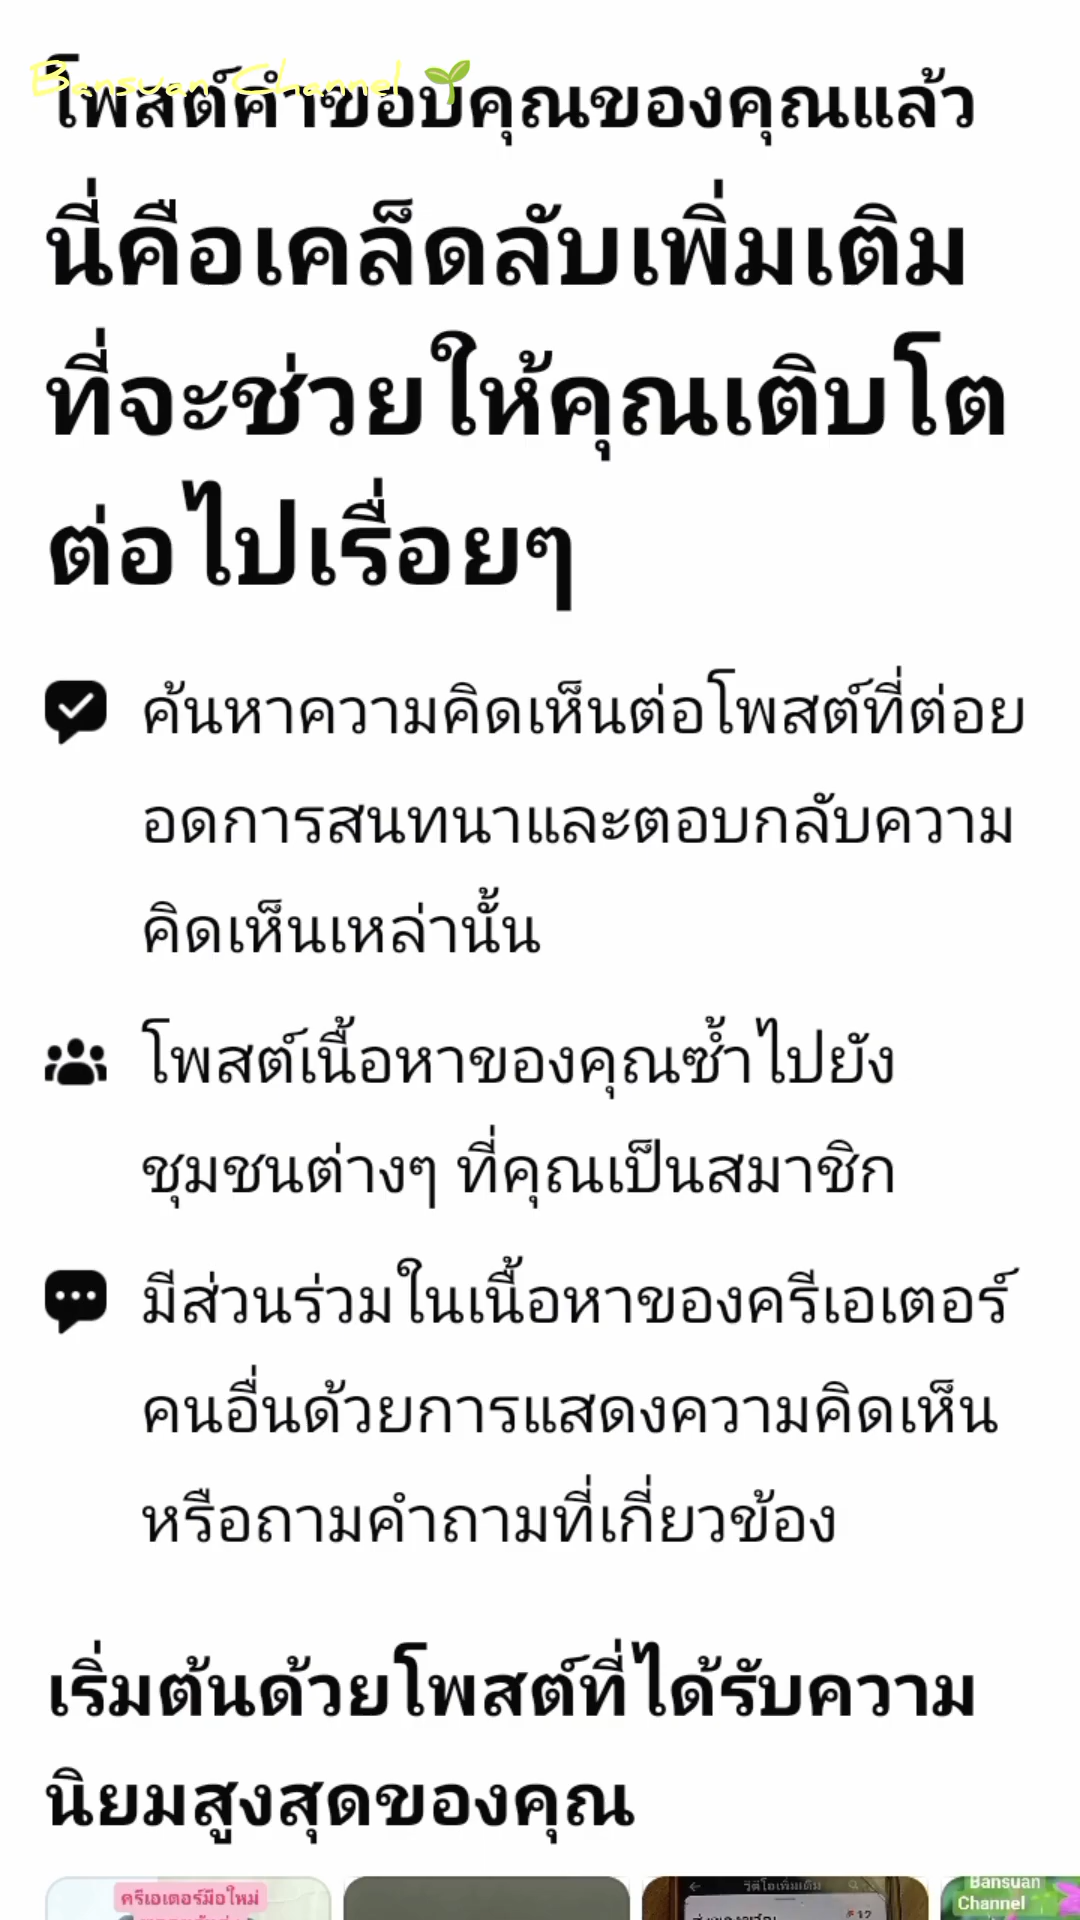 Bansuan Channel 🌱
โพสต์คำขอบคุณของคุณแล้ว
นี่คือเคล็ดลับเพิ่มเติม
ที่จะช่วยให้คุณเติบโต
ต่อไปเรื่อยๆ
ค้นหาความคิดเห็นต่อโพสต์ที่ต่อย
อดการสนทนาและตอบกลับความ
คิดเห็นเหล่านั้น
โพสต์เนื้อหาของคุณซ้ำไปยัง
ชุมชนต่างๆ ที่คุณเป็นสมาชิก
มีส่วนร่วมในเนื้อหาของครีเอเตอร์
คนอื่นด้วยการแสดงความคิดเห็น
หรือถามคำถามที่เกี่ยวข้อง
เริ่มต้นด้วยโพสต์ที่ได้รับความ
นิยมสูงสุดของคุณ
ครีเอเตอร์มือใหม่
วิดีโอเพิ่มเติม
12
Bansuan
Channel